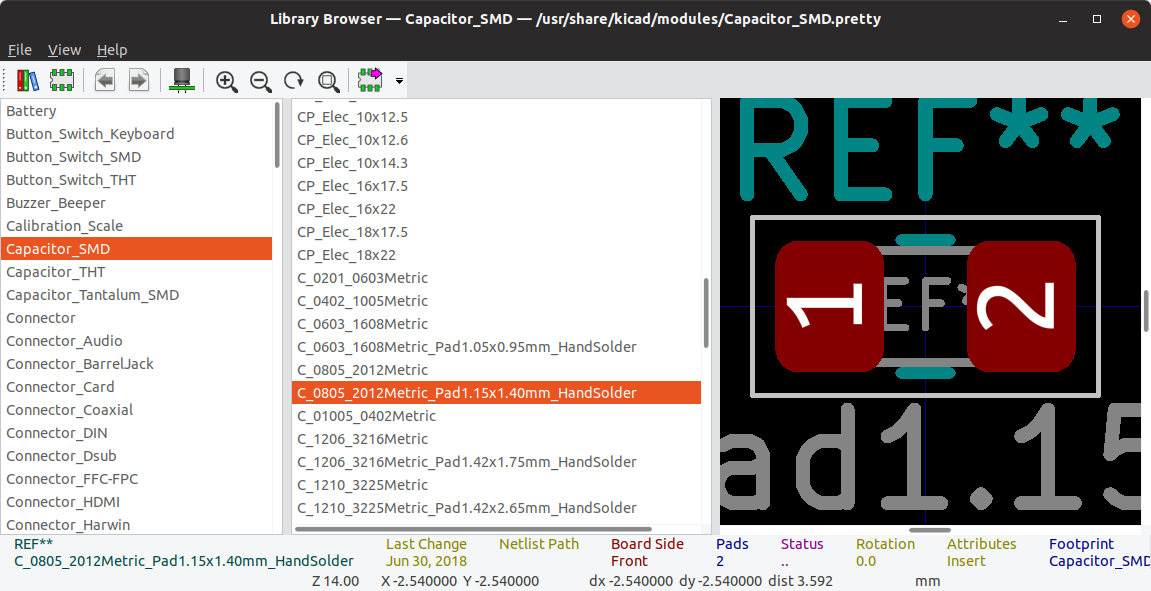 Library Browser — Capacitor_SMD — /usr/share/kicad/modules/Capacitor_SMD.pretty
File View Help
Battery
Button_Switch_Keyboard
Button_Switch_SMD
Button_Switch_THT
Buzzer_Beeper
Calibration_Scale
Capacitor_SMD
Capacitor_THT
Capacitor_Tantalum_SMD
Connector
Connector_Audio
Connector_BarrelJack
Connector_Card
Connector_Coaxial
Connector_DIN
Connector_Dsub
Connector_FFC-FPC
Connector_HDMI
Connector_Harwin
CP_Elec_10x12.5
CP_Elec_10x12.6
CP_Elec_10x14.3
CP_Elec_16x17.5
CP_Elec_16x22
CP_Elec_18x17.5
CP_Elec_18x22
C_0201_0603Metric
C_0402_1005Metric
C_0603_1608Metric
C_0603_1608Metric_Pad1.05x0.95mm_HandSolder
C_0805_2012Metric
C_0805_2012Metric_Pad1.15x1.40mm_HandSolder
C_01005_0402Metric
C_1206_3216Metric
C_1206_3216Metric_Pad1.42x1.75mm_HandSolder
C_1210_3225Metric
C_1210_3225Metric_Pad1.42x2.65mm_HandSolder
REF**
1 EF* 2
ad1.15
REF** Last Change Netlist Path Board Side Pads Status Rotation Attributes Footprint
C_0805_2012Metric_Pad1.15x1.40mm_HandSolder Jun 30, 2018 Front 2 .. 0.0 Insert Capacitor_SMD
Z 14.00 X -2.540000 Y -2.540000 dx -2.540000 dy -2.540000 dist 3.592 mm